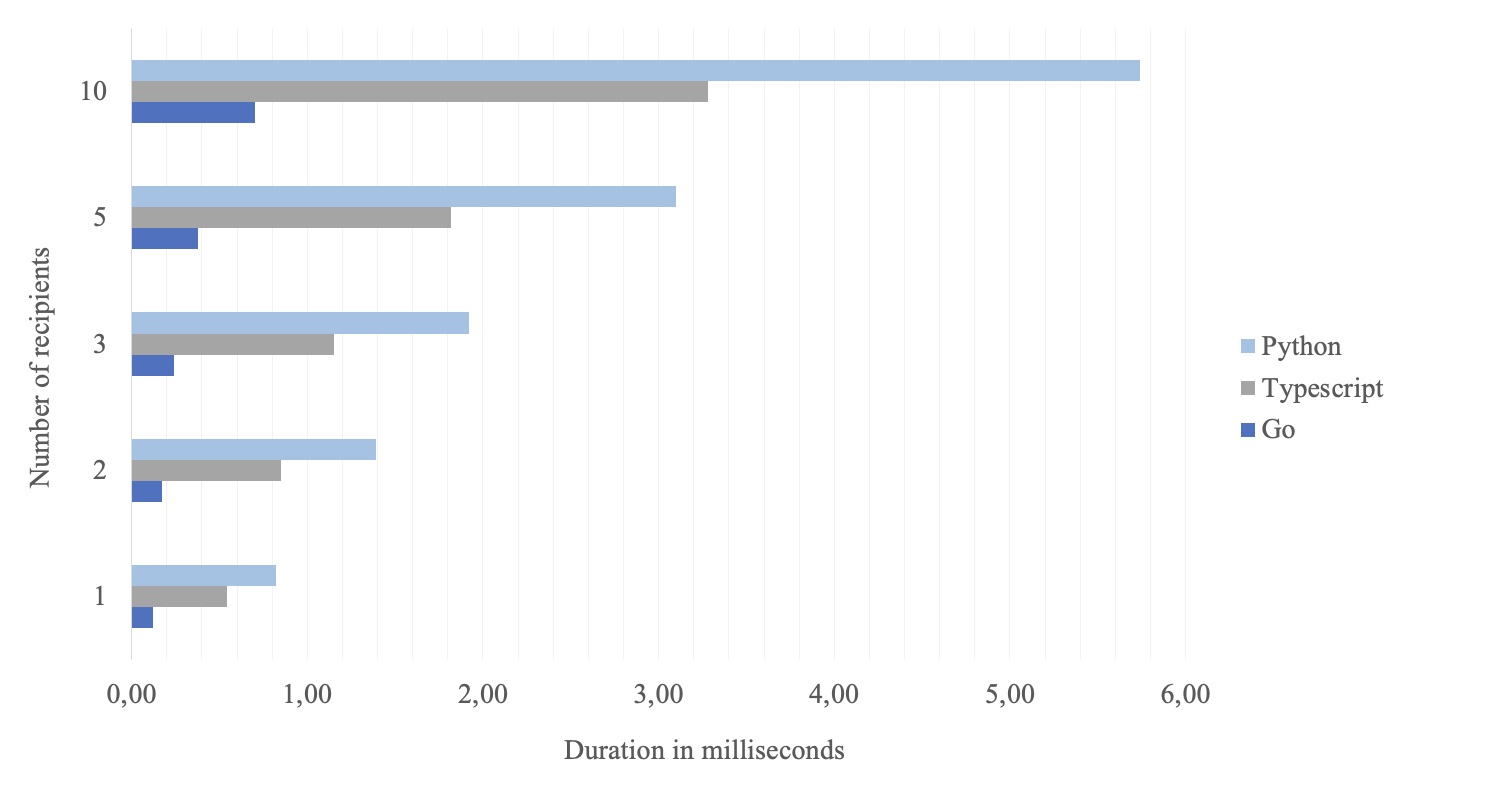 10
5
3
2
1
Number of recipients
0,00 1,00 2,00 3,00 4,00 5,00 6,00
Duration in milliseconds
Python
Typescript
Go